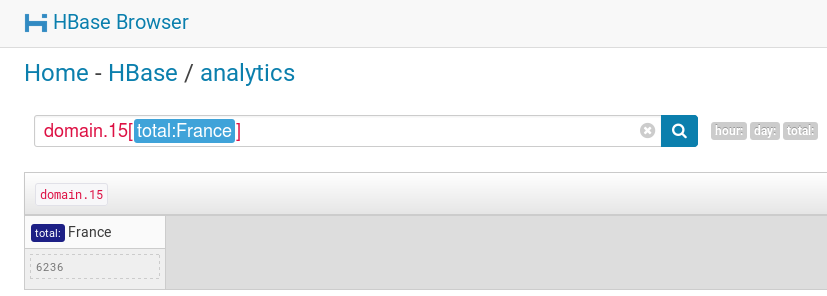 HBase Browser
Home - HBase / analytics
domain.15[total:France]
hour: day: total:
domain.15
total: France
6236